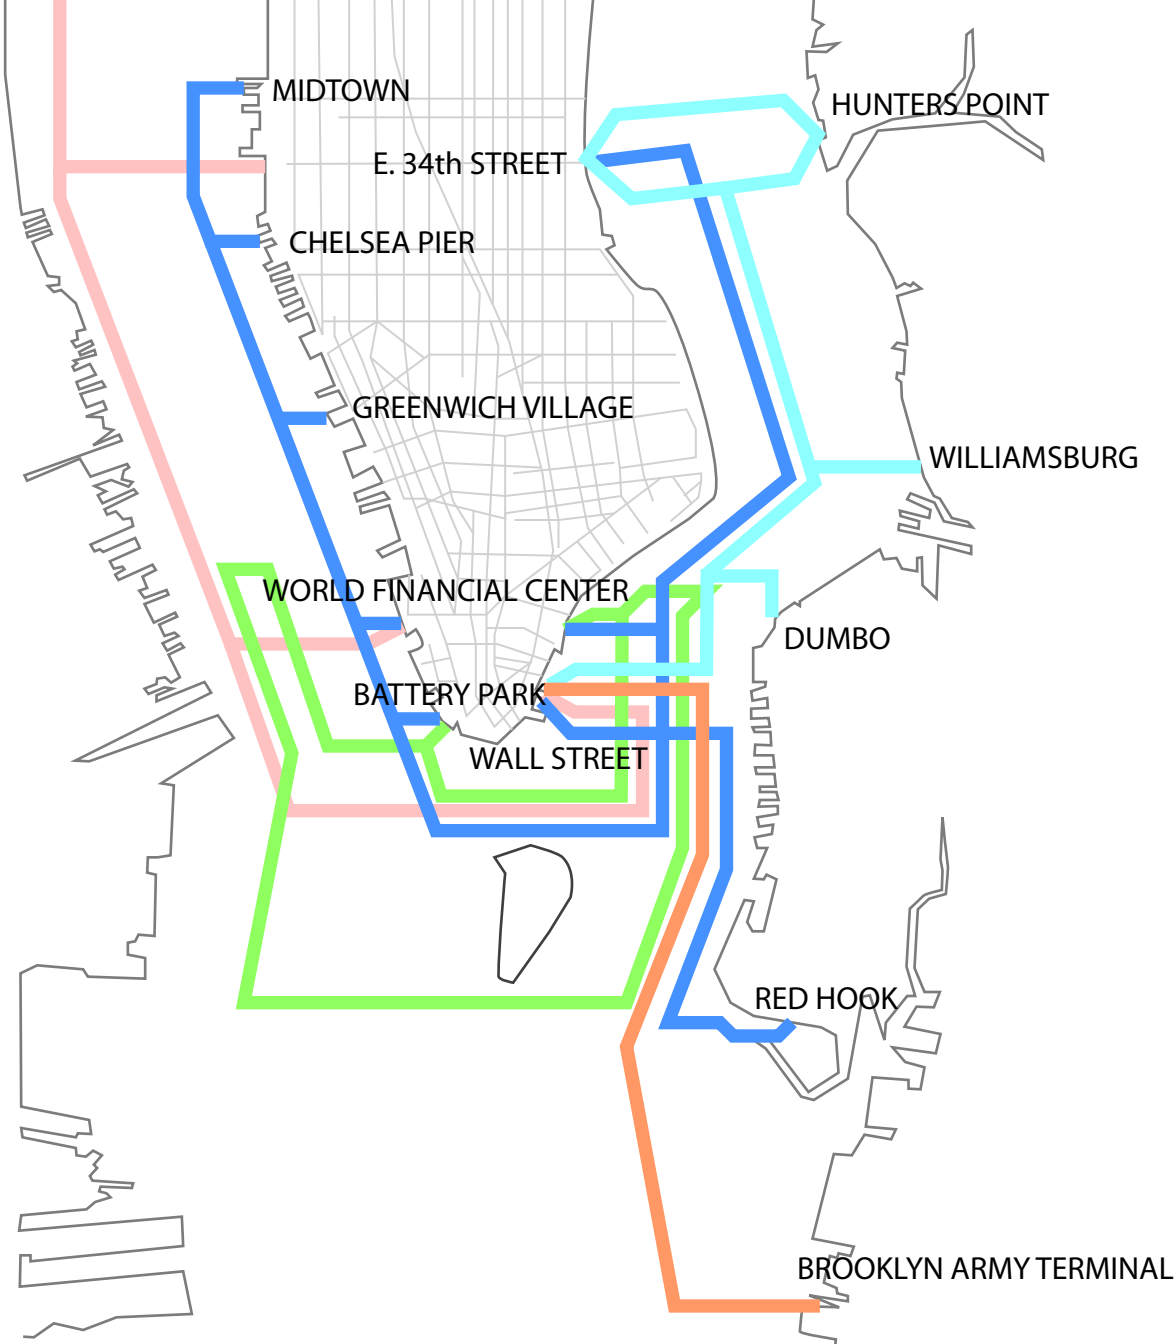 MIDTOWN
HUNTERS POINT
E. 34th STREET
CHELSEA PIER
GREENWICH VILLAGE
WILLIAMSBURG
WORLD FINANCIAL CENTER
DUMBO
BATTERY PARK
WALL STREET
RED HOOK
BROOKLYN ARMY TERMINAL